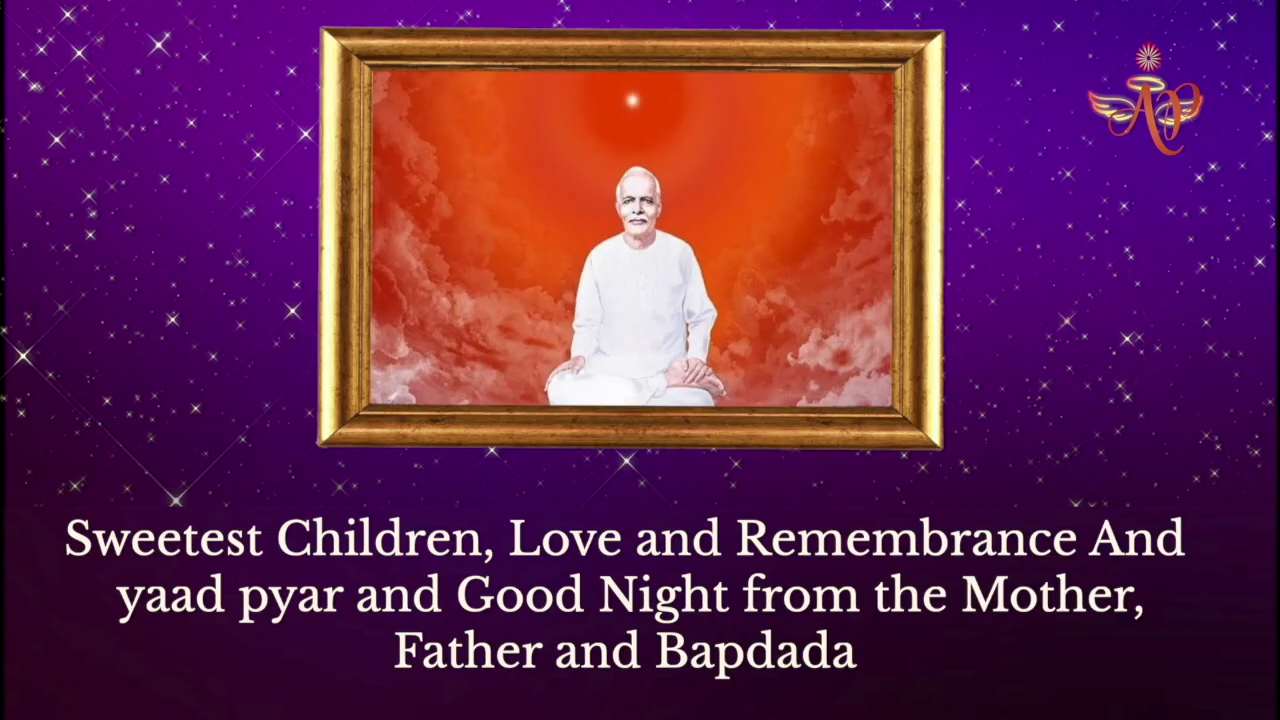 Sweetest Children, Love and Remembrance And
yaad pyar and Good Night from the Mother,
Father and Bapdada